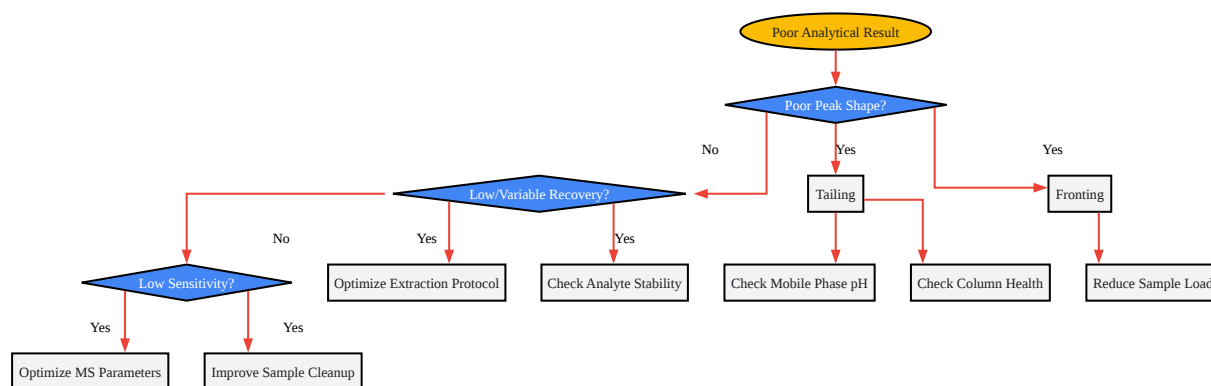 Poor Analytical Result
Poor Peak Shape?
No
Yes
Yes
Low/Variable Recovery?
Tailing
Fronting
No
Yes
Yes
Low Sensitivity?
Optimize Extraction Protocol
Check Analyte Stability
Check Mobile Phase pH
Check Column Health
Reduce Sample Load
Yes
Yes
Optimize MS Parameters
Improve Sample Cleanup